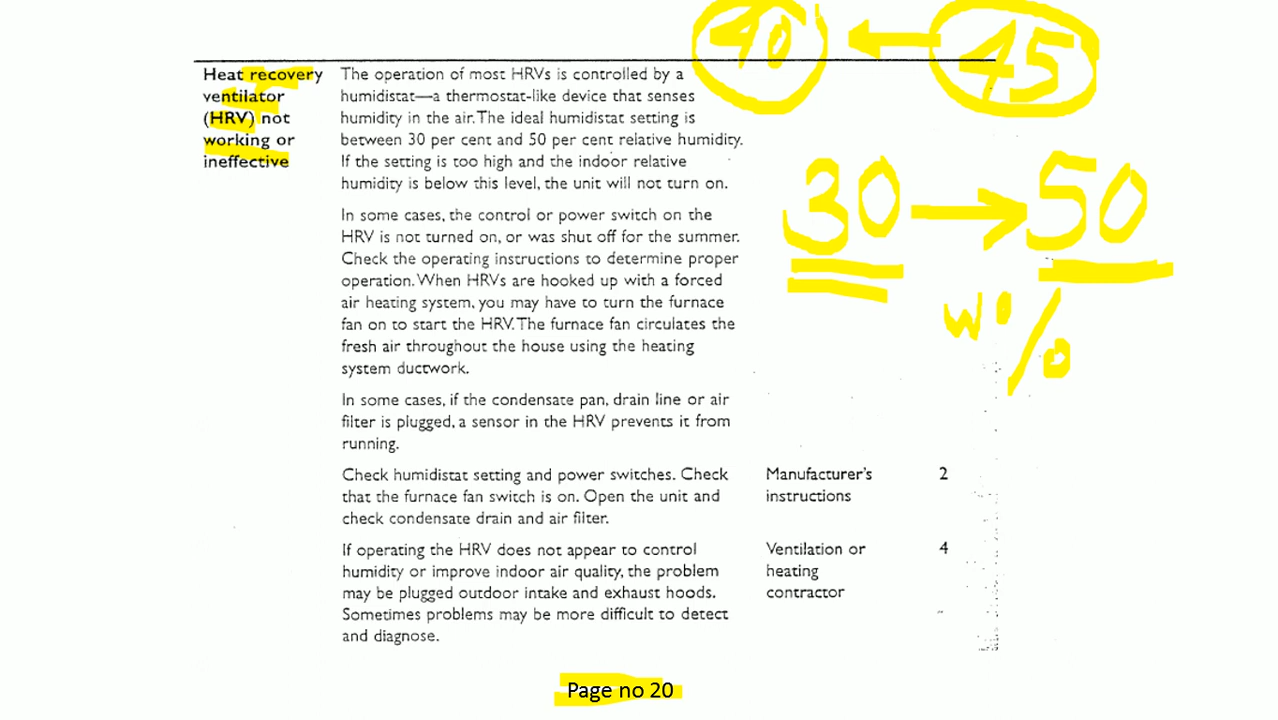 40 ← 45
Heat recovery
ventilator
(HRV) not
working or
ineffective
The operation of most HRVs is controlled by a
humidistat—a thermostat-like device that senses
humidity in the air. The ideal humidistat setting is
between 30 per cent and 50 per cent relative humidity.
If the setting is too high and the indoor relative
humidity is below this level, the unit will not turn on.
30 → 50
In some cases, the control or power switch on the
HRV is not turned on, or was shut off for the summer.
Check the operating instructions to determine proper
operation. When HRVs are hooked up with a forced
air heating system, you may have to turn the furnace
fan on to start the HRV. The furnace fan circulates the
fresh air throughout the house using the heating
system ductwork.
In some cases, if the condensate pan, drain line or air
filter is plugged, a sensor in the HRV prevents it from
running.
Check humidistat setting and power switches. Check
that the furnace fan switch is on. Open the unit and
check condensate drain and air filter.
Manufacturer's
instructions
2
If operating the HRV does not appear to control
humidity or improve indoor air quality, the problem
may be plugged outdoor intake and exhaust hoods.
Sometimes problems may be more difficult to detect
and diagnose.
Ventilation or
heating
contractor
4
Page no 20